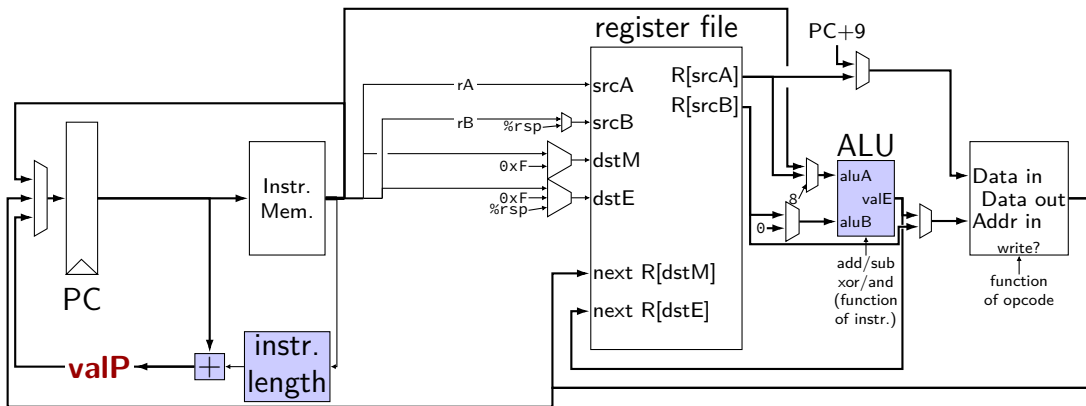 register file
PC+9
rA
srcA
R[srcA]
rB
%rsp
srcB
R[srcB]
0xF
dstM
0xF
%rsp
dstE
next R[dstM]
next R[dstE]
PC
Instr.
Mem.
valP
+
instr.
length
ALU
aluA
valE
aluB
8
0
add/sub
xor/and
(function
of instr.)
Data in
Data out
Addr in
write?
function
of opcode